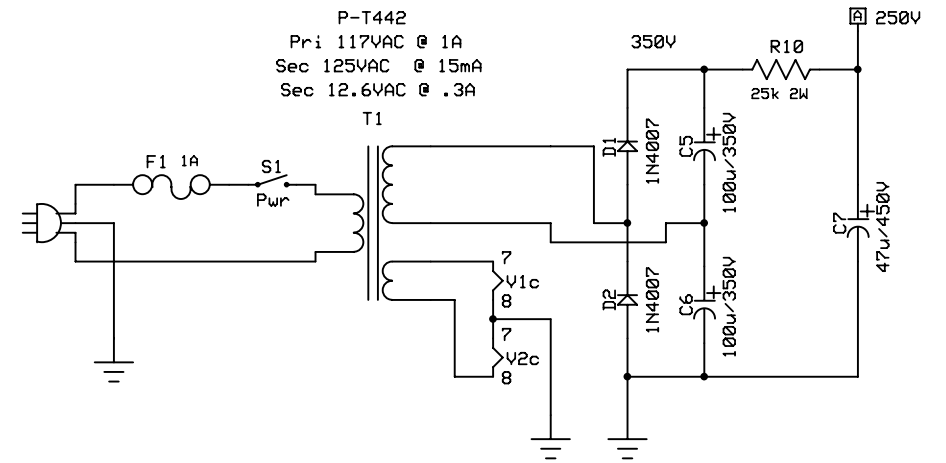 P-T442
Pri 117VAC @ 1A
Sec 125VAC @ 15mA
Sec 12.6VAC @ .3A
T1
A 250V
350V
R10
25k 2W
F1 1A
S1
Pwr
D1
1N4007
C5
+
100u/350V
C7
+
47u/450V
7
V1c
8
7
V2c
8
D2
1N4007
C6
+
100u/350V